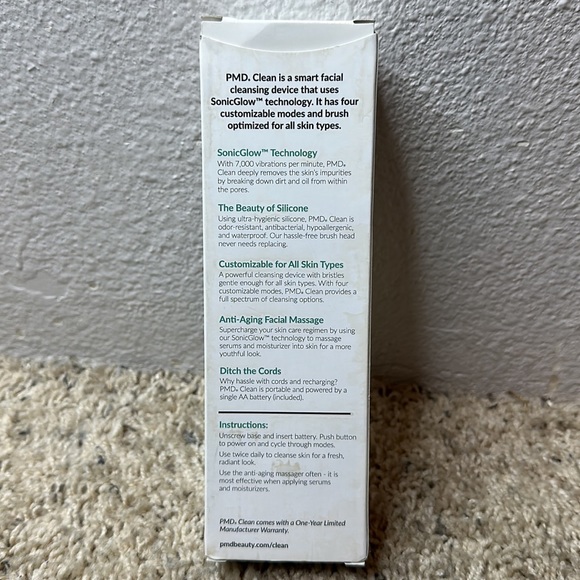 PMD. Clean is a smart facial
cleansing device that uses
SonicGlow™ technology. It has four
customizable modes and brush
optimized for all skin types.
SonicGlow™ Technology
With 7,000 vibrations per minute, PMD.
Clean deeply removes the skin's impurities
by breaking down dirt and oil from within
the pores.
The Beauty of Silicone
Using ultra-hygienic silicone, PMD. Clean is
odor-resistant, antibacterial, hypoallergenic,
and waterproof. Our hassle-free brush head
never needs replacing.
Customizable for All Skin Types
A powerful cleansing device with bristles
gentle enough for all skin types. With four
customizable modes, PMD. Clean provides a
full spectrum of cleansing options.
Anti-Aging Facial Massage
Supercharge your skin care regimen by using
our SonicGlow™ technology to massage
serums and moisturizer into skin for a more
youthful look.
Ditch the Cords
Why hassle with cords and recharging?
PMD. Clean is portable and powered by a
single AA battery (included).
Instructions:
Unscrew base and insert battery. Push button
to power on and cycle through modes.
Use twice daily to cleanse skin for a fresh,
radiant look.
Use the anti-aging massager often - it is
most effective when applying serums
and moisturizers.
PMD. Clean comes with a One-Year Limited
Manufacturer Warranty.
pmdbeauty.com/clean